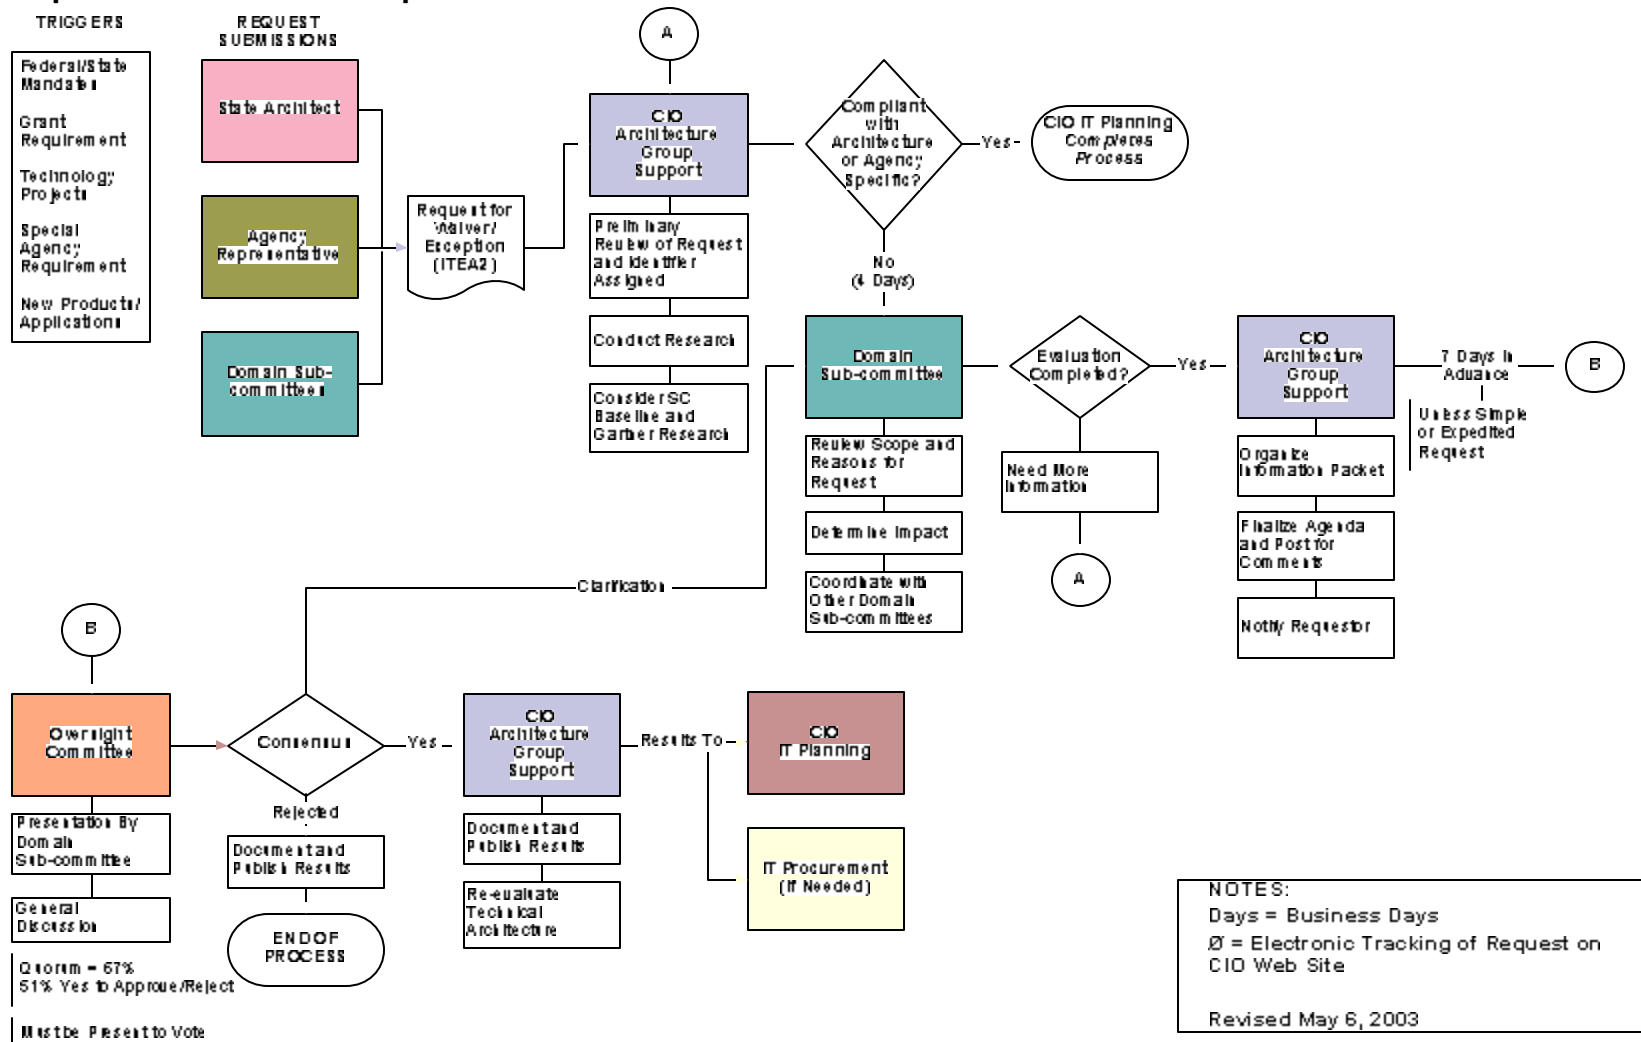 TRIGGERS
Federal/State
Mandates
Grant
Requirement
Technology
Projects
Special
Agency
Requirement
New Products/
Applications
REQUEST
SUBMISSIONS
State Architect
Agency
Representative
Domain Sub-
committees
Request for
Waiver/
Exception
(ITEA2)
A
CIO
Architecture
Group
Support
Preliminary
Review of Request
and Identifier
Assigned
Conduct Research
Consider SC
Baseline and
Gartner Research
Compliant
with
Architecture
or Agency
Specific?
Yes
CIO IT Planning
Completes
Process
No
(4 Days)
Domain
Sub-committee
Review Scope and
Reasons for
Request
Determine Impact
Coordinate with
Other Domain
Sub-committees
Evaluation
Completed?
Need More
Information
A
Yes
CIO
Architecture
Group
Support
Organize
Information Packet
Finalize Agenda
and Post for
Comments
Notify Requestor
7 Days in
Advance
Unless Simple
or Expedited
Request
B
Clarification
B
Oversight
Committee
Presentation By
Domain
Sub-committee
General
Discussion
Quorum = 67%
51% Yes to Approve/Reject
Must be Present to Vote
Consensus
Rejected
Document and
Publish Results
END OF
PROCESS
Yes
CIO
Architecture
Group
Support
Document and
Publish Results
Re-evaluate
Technical
Architecture
Results To
CIO
IT Planning
IT Procurement
(If Needed)
NOTES:
Days = Business Days
Ø = Electronic Tracking of Request on
CIO Web Site
Revised May 6, 2003